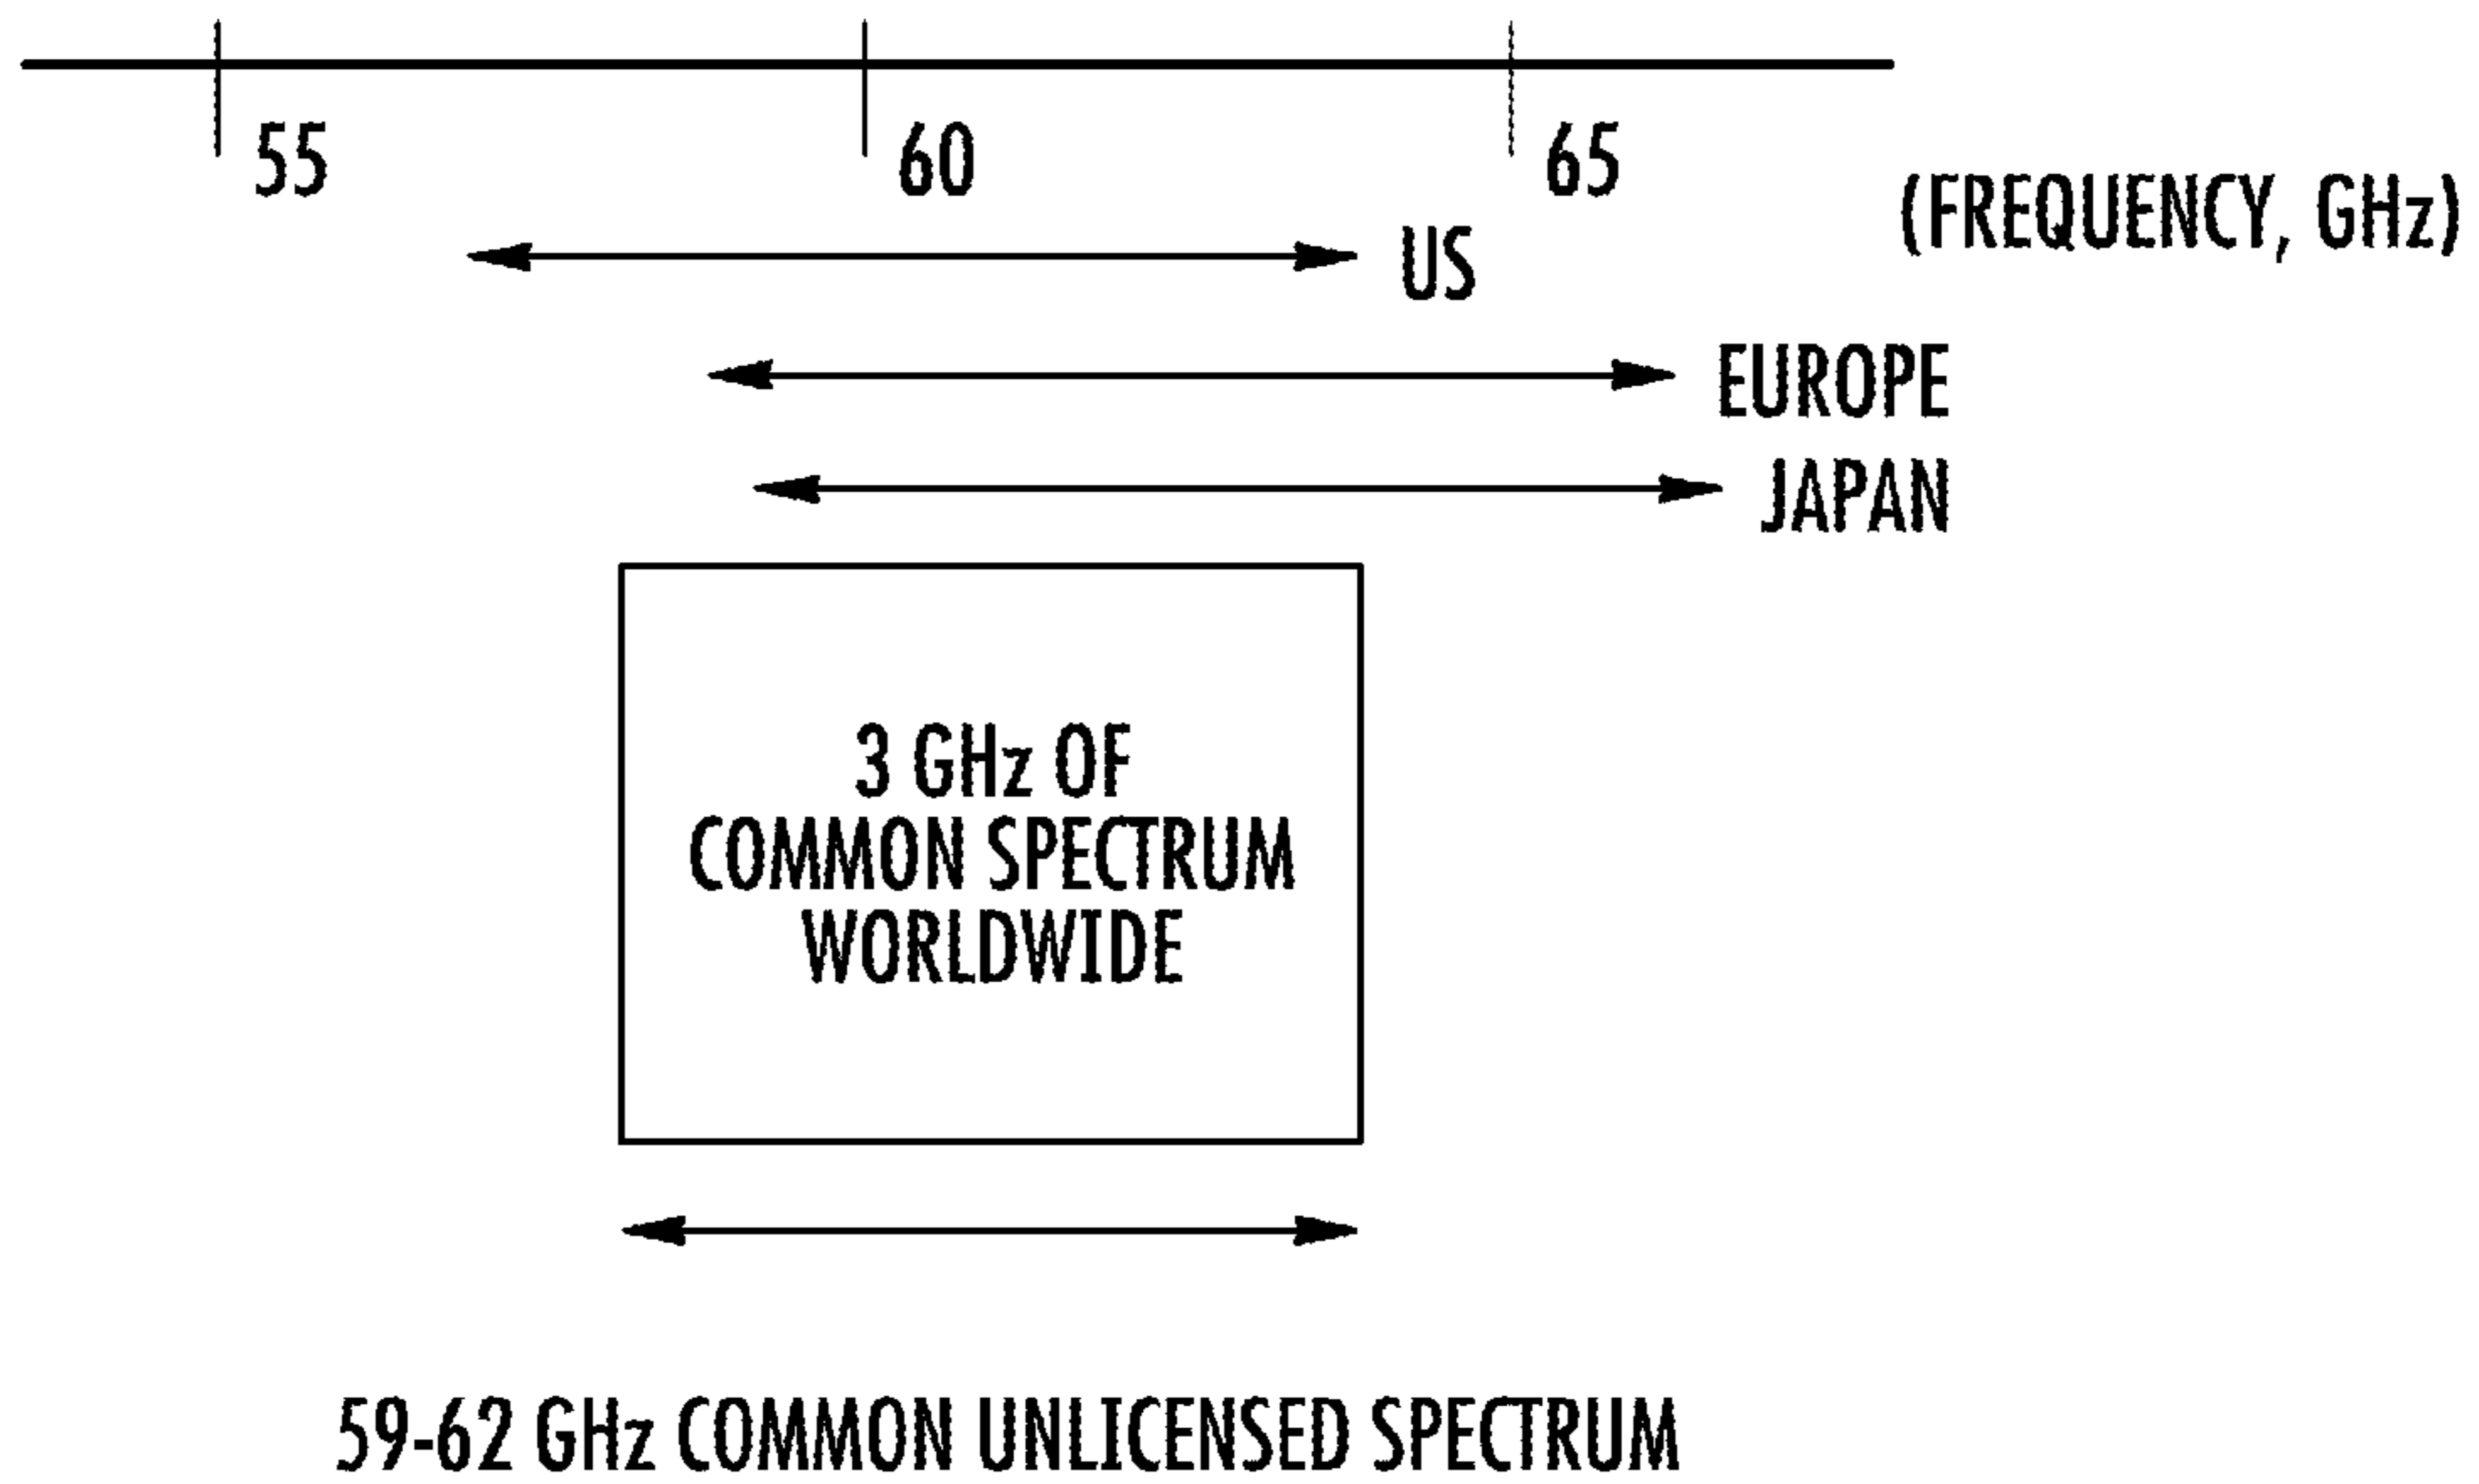 55
60
65
(FREQUENCY, GHz)
US
EUROPE
JAPAN
3 GHz OF
COMMON SPECTRUM
WORLDWIDE
59-62 GHz COMMON UNLICENSED SPECTRUM